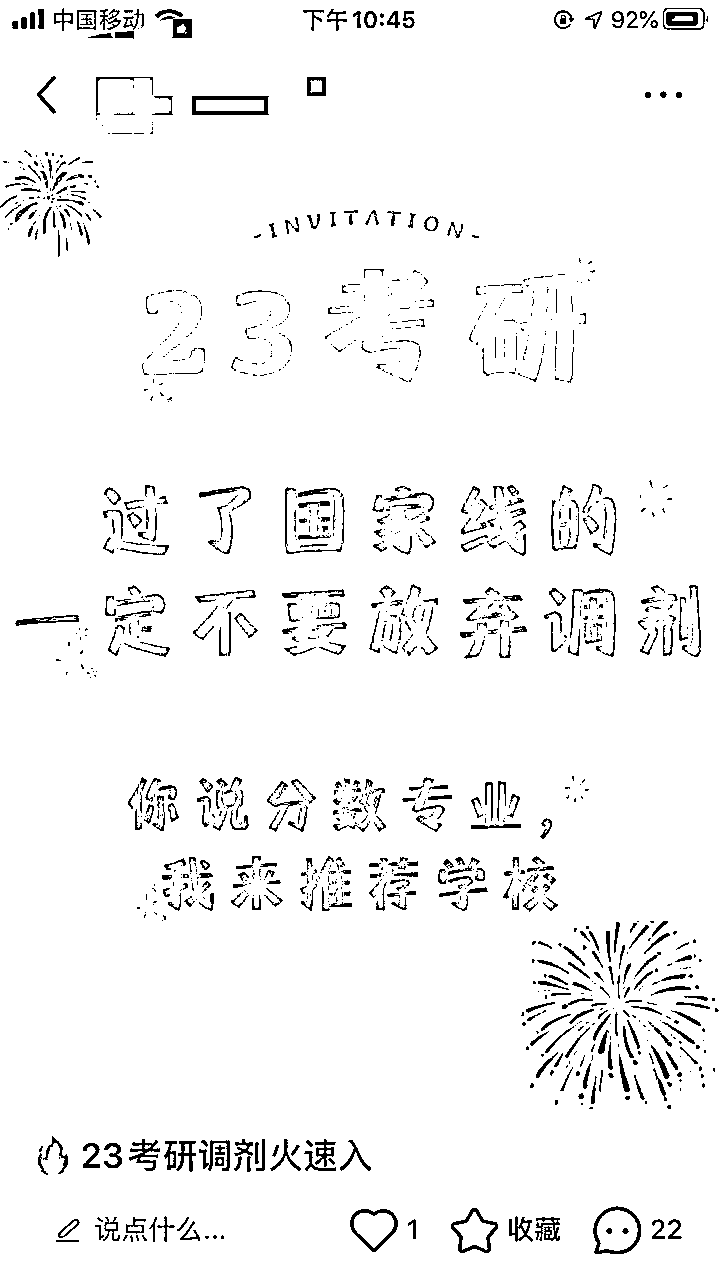 中国移动 下午10:45 92%
-INVITATION-
23考研
过了国家线的
一定不要放弃调剂
你说分数专业，
我来推荐学校
23考研调剂火速入
说点什么... 1 收藏 22